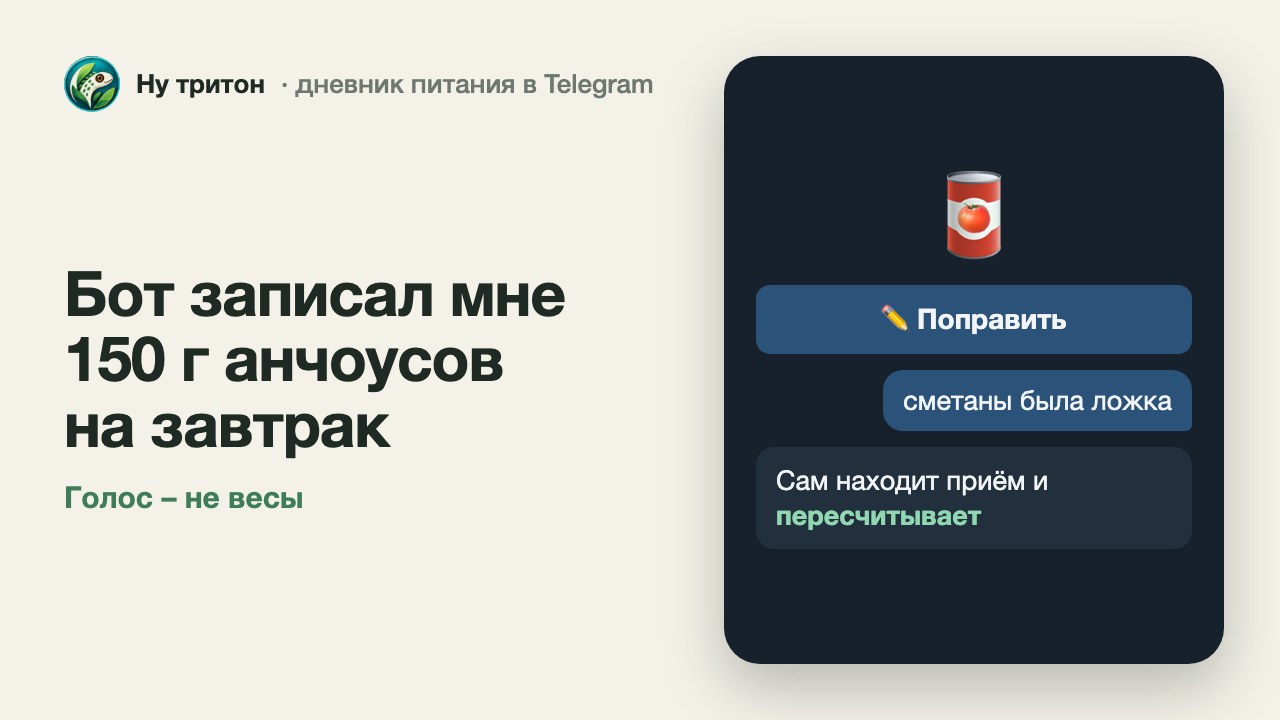 Ну тритон · дневник питания в Telegram
Бот записал мне
150 г анчоусов
на завтрак
Голос – не весы
✏️ Поправить
сметаны была ложка
Сам находит приём и
пересчитывает